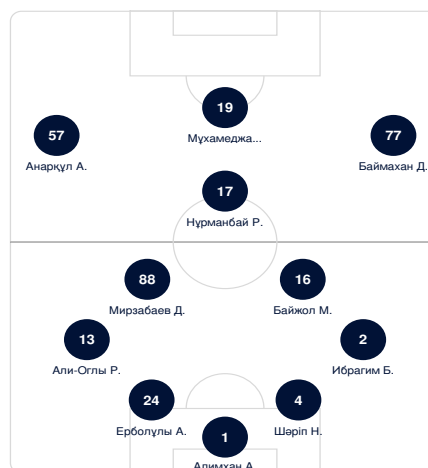 19
Мұхамеджа...
57
Анарқұл А.
77
Баймахан Д.
17
Нұрманбай Р.
88
Мирзабаев Д.
16
Байжол М.
13
Али-Оглы Р.
2
Ибрагим Б.
24
Ерболұлы А.
4
Шәріп Н.
1
Алимхан А.